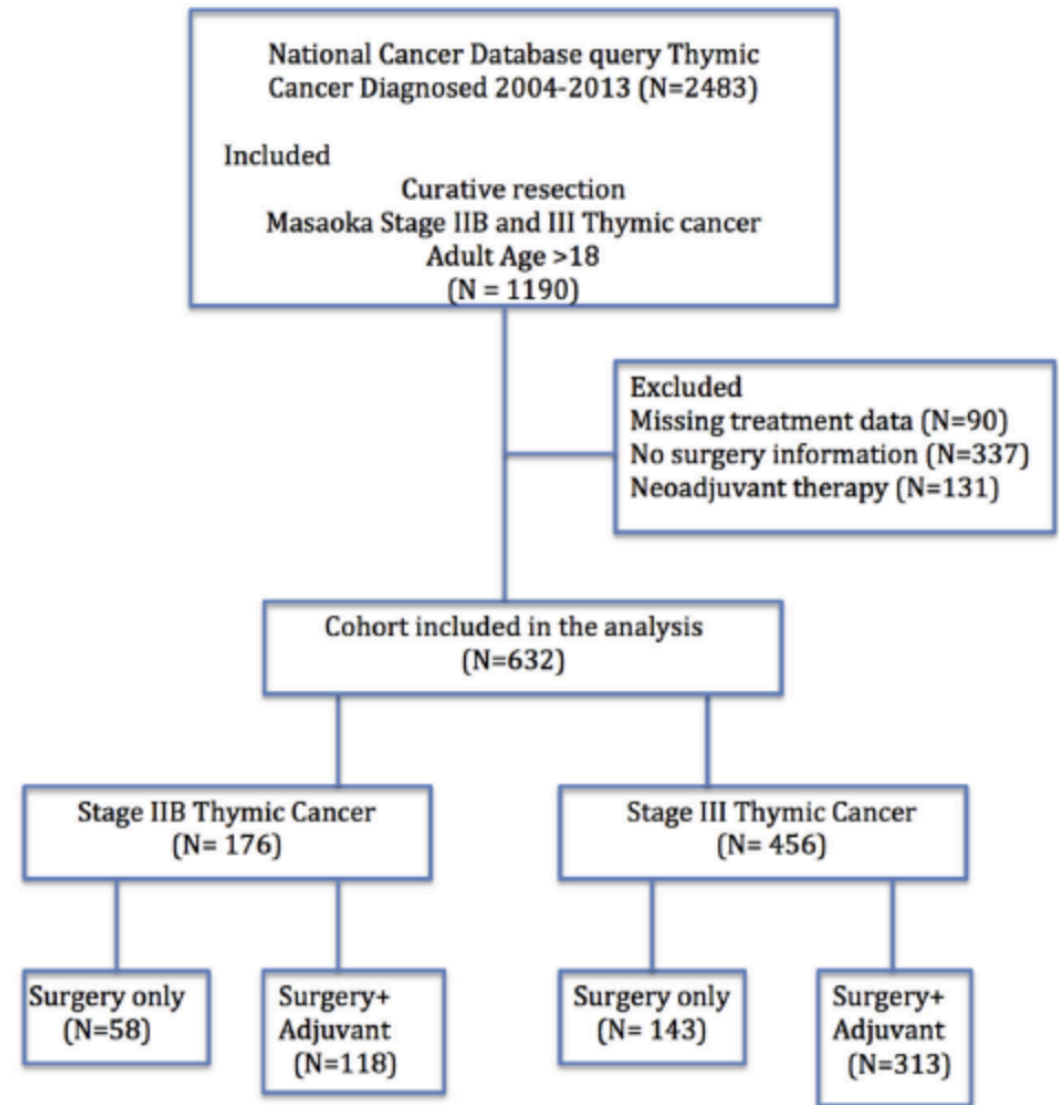 National Cancer Database query Thymic
Cancer Diagnosed 2004-2013 (N=2483)
Included
Curative resection
Masaoka Stage IIB and III Thymic cancer
Adult Age >18
(N = 1190)
Excluded
Missing treatment data (N=90)
No surgery information (N=337)
Neoadjuvant therapy (N=131)
Cohort included in the analysis
(N=632)
Stage IIB Thymic Cancer
(N= 176)
Stage III Thymic Cancer
(N= 456)
Surgery only
(N=58)
Surgery+
Adjuvant
(N=118)
Surgery only
(N= 143)
Surgery+
Adjuvant
(N=313)